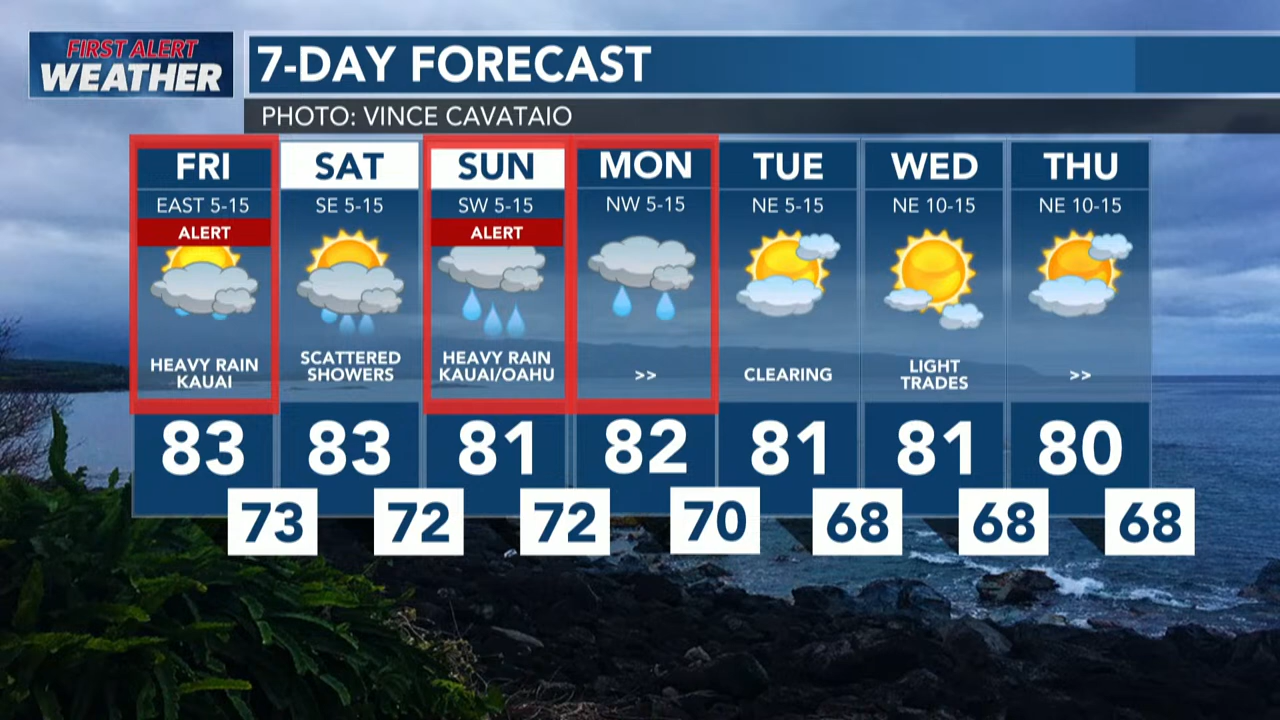 FIRST ALERT
WEATHER
7-DAY FORECAST
PHOTO: VINCE CAVATAIO
FRI
EAST 5-15
ALERT
HEAVY RAIN
KAUAI
83
73
SAT
SE 5-15
SCATTERED
SHOWERS
83
72
SUN
SW 5-15
ALERT
HEAVY RAIN
KAUAI/OAHU
81
72
MON
NW 5-15
>>
82
70
TUE
NE 5-15
CLEARING
81
68
WED
NE 10-15
LIGHT
TRADES
81
68
THU
NE 10-15
>>
80
68